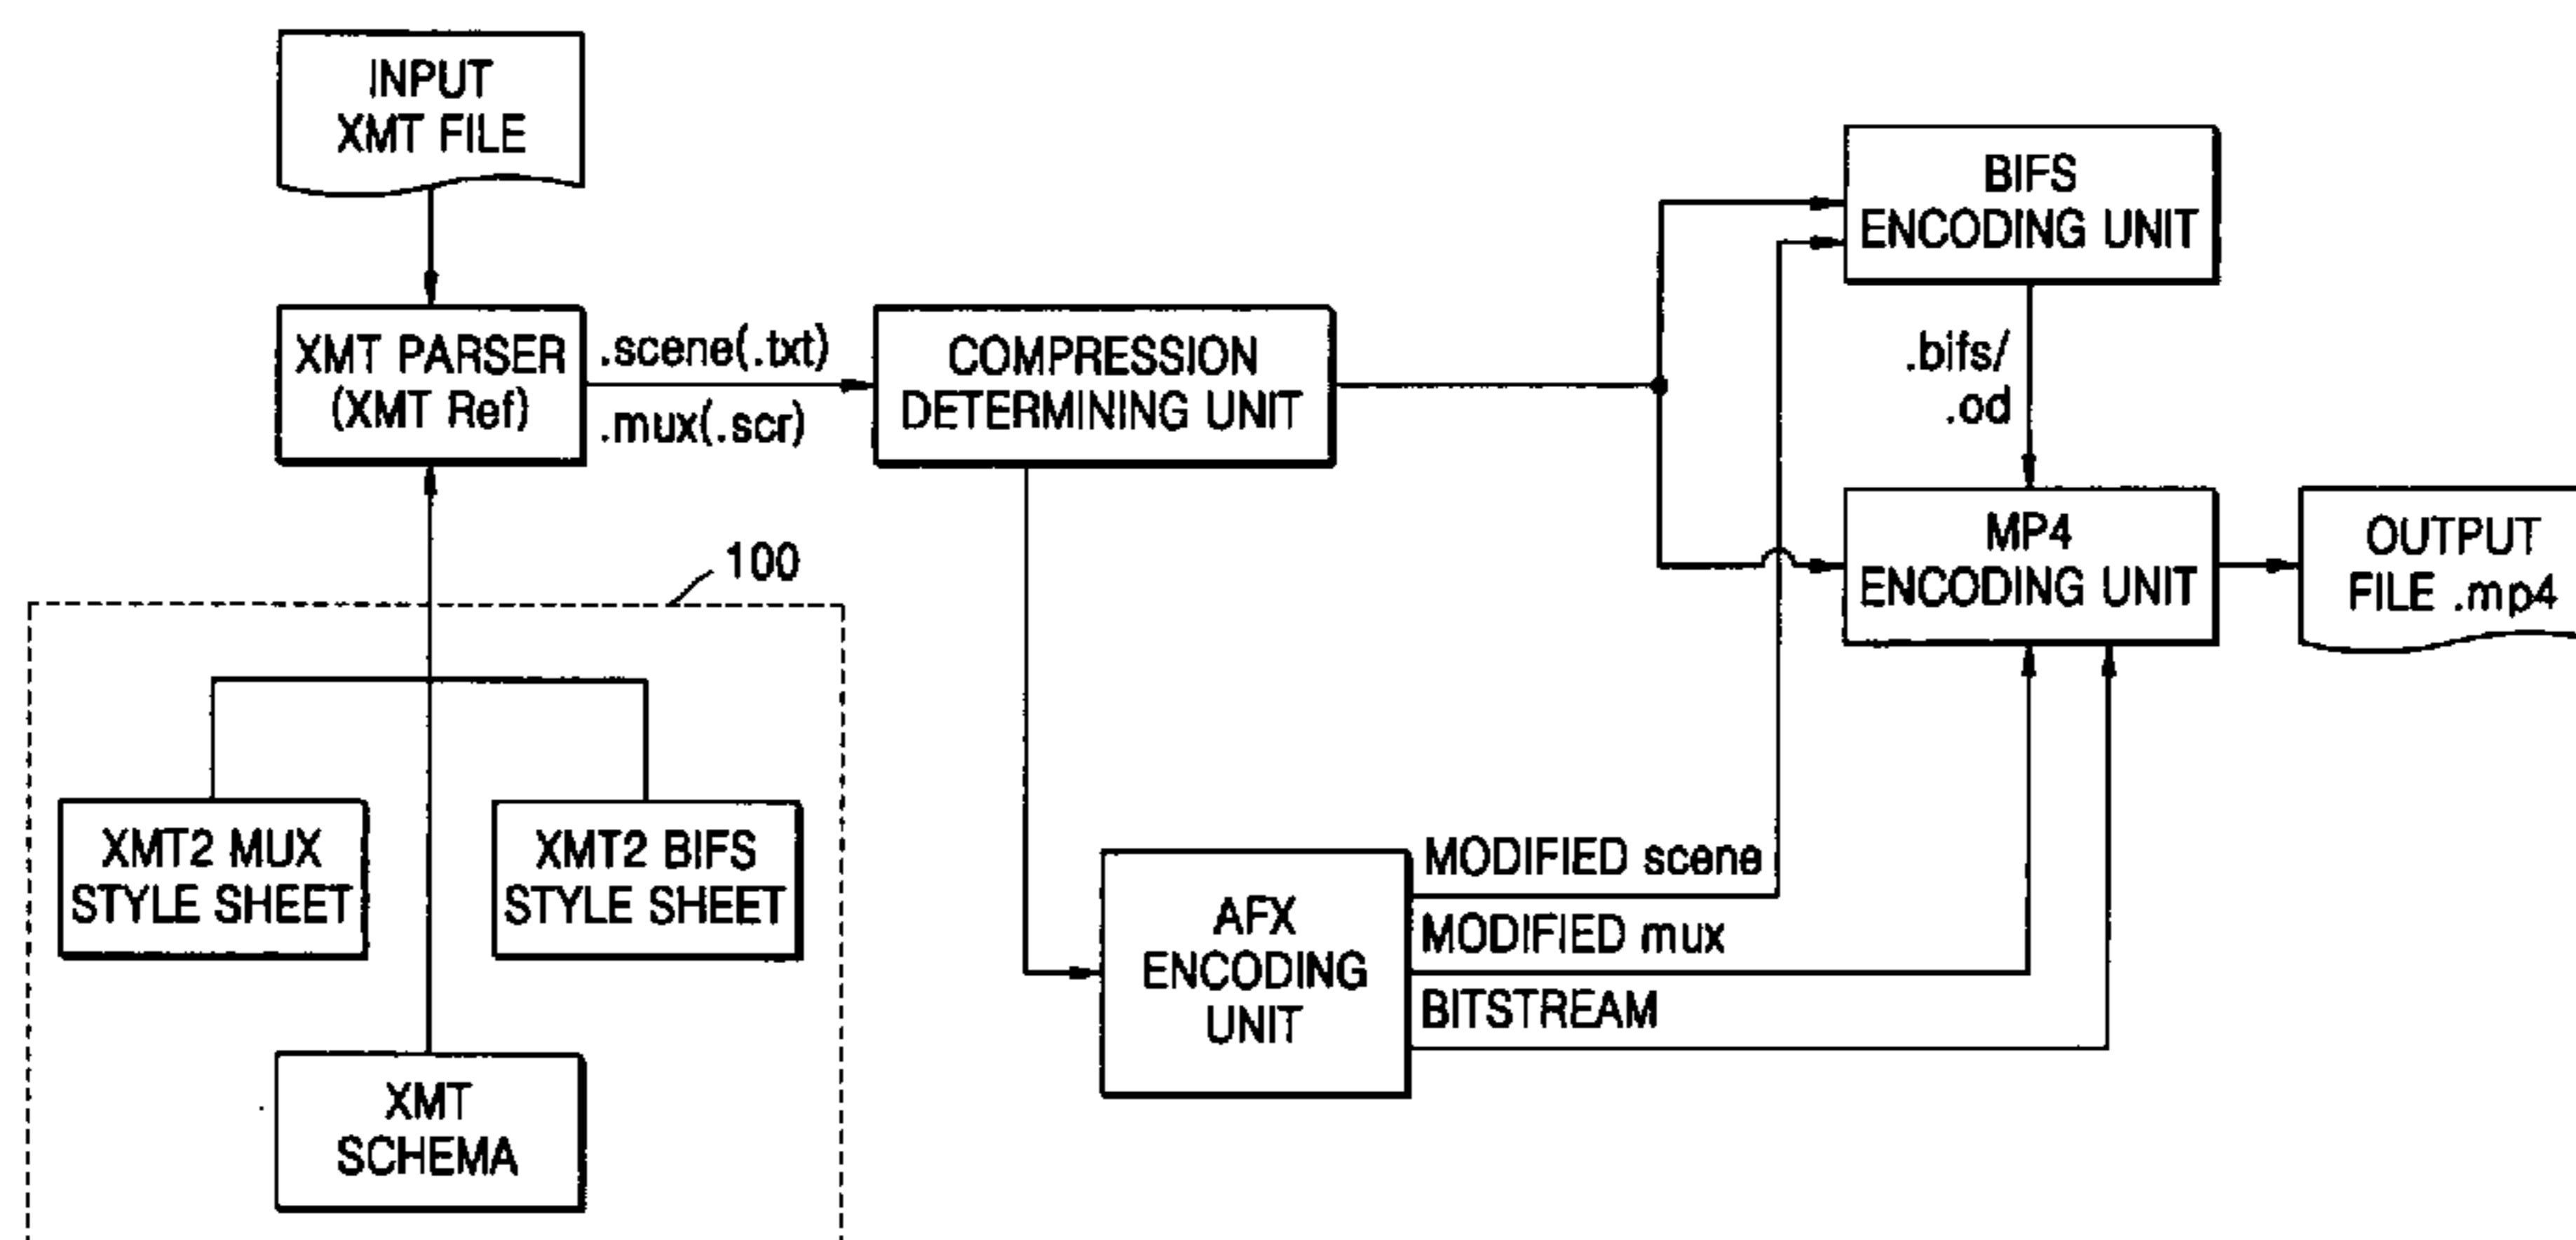 INPUT
XMT FILE
XMT PARSER
(XMT Ref)
.scene(.txt)
.mux(.scr)
COMPRESSION
DETERMINING UNIT
BIFS
ENCODING UNIT
.bifs/
.od
MP4
ENCODING UNIT
OUTPUT
FILE .mp4
100
XMT2 MUX
STYLE SHEET
XMT2 BIFS
STYLE SHEET
XMT
SCHEMA
AFX
ENCODING
UNIT
MODIFIED scene
MODIFIED mux
BITSTREAM